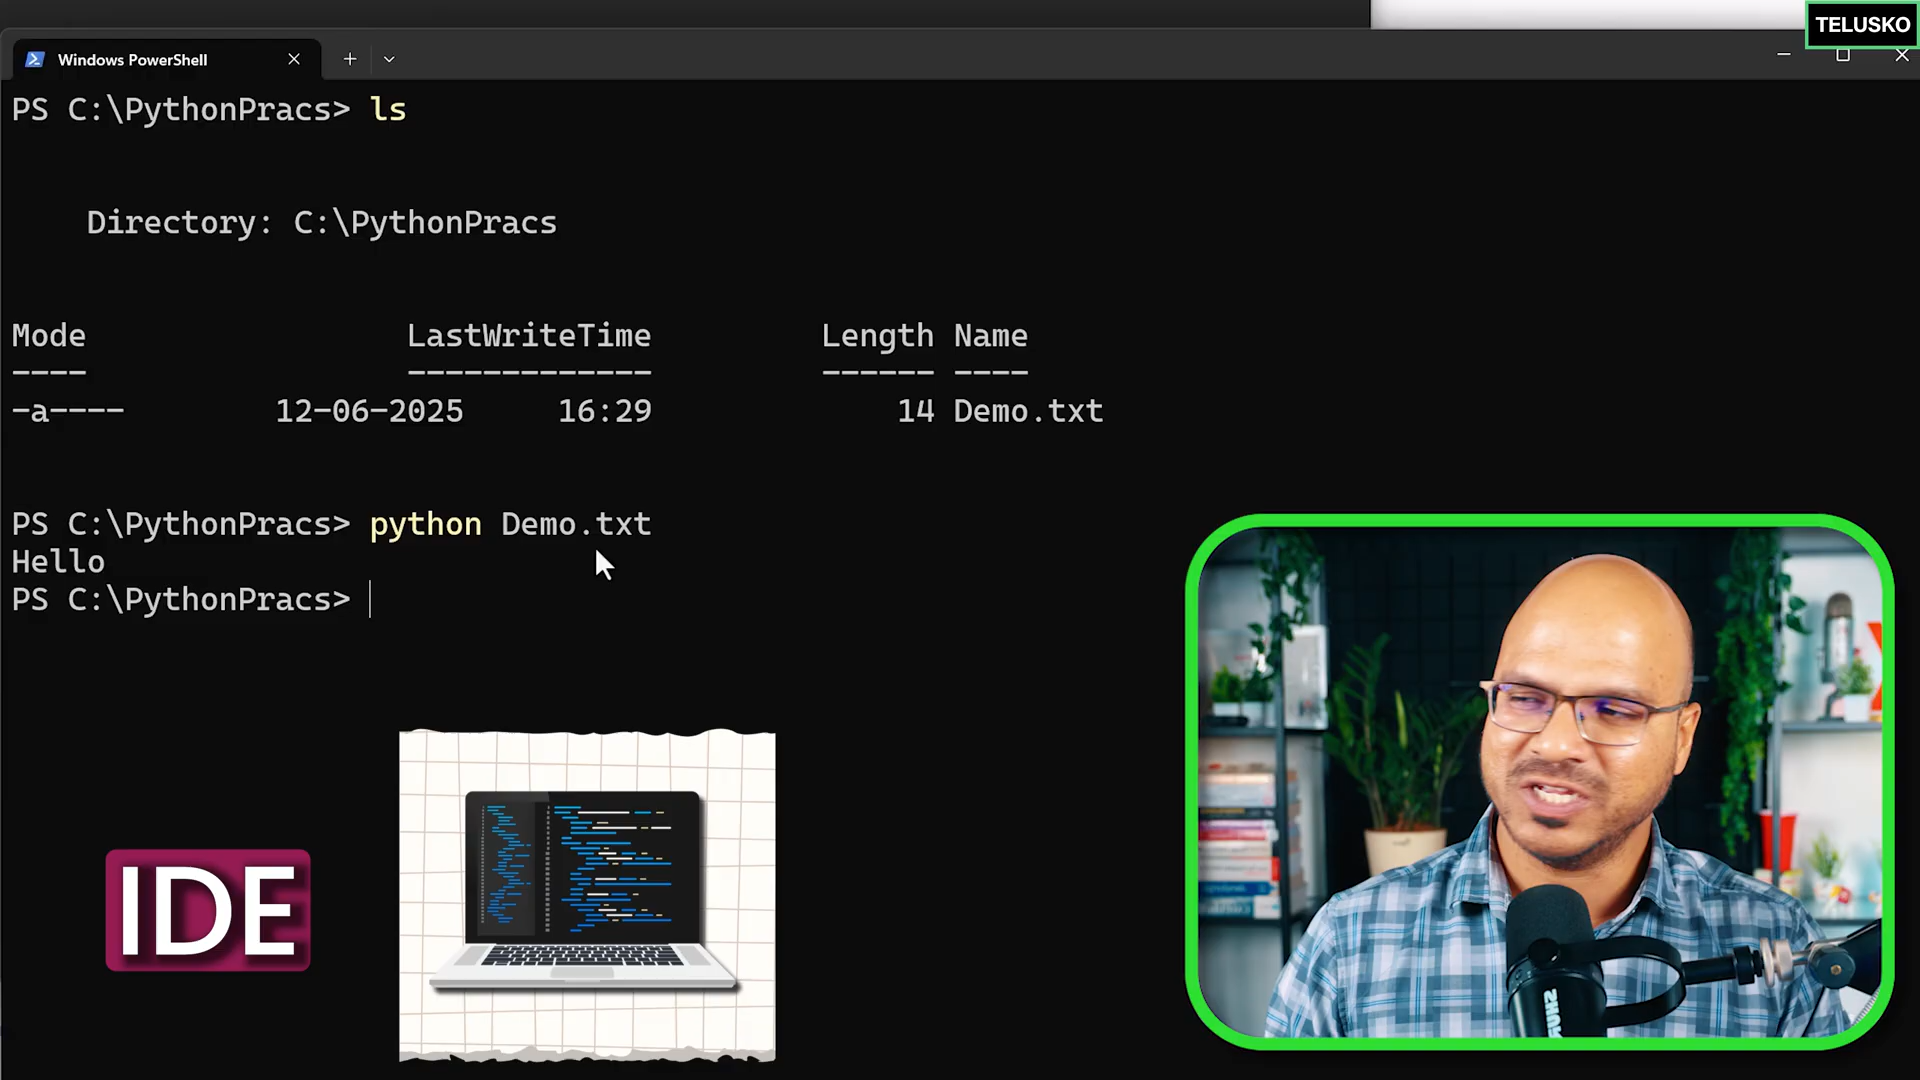 TELUSKO
Windows PowerShell
PS C:\PythonPracs> ls
Directory: C:\PythonPracs
Mode LastWriteTime Length Name
---- ------------- ------ ----
-a---- 12-06-2025 16:29 14 Demo.txt
PS C:\PythonPracs> python Demo.txt
Hello
PS C:\PythonPracs>
IDE
SHURE